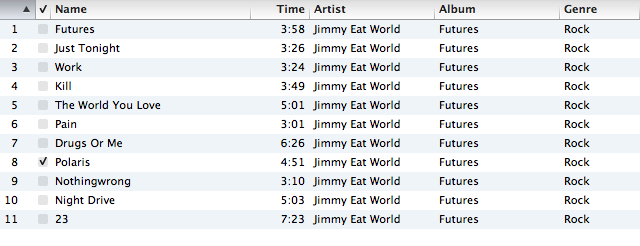 ✓ Name Time Artist Album Genre
1 Futures 3:58 Jimmy Eat World Futures Rock
2 Just Tonight 3:26 Jimmy Eat World Futures Rock
3 Work 3:24 Jimmy Eat World Futures Rock
4 Kill 3:49 Jimmy Eat World Futures Rock
5 The World You Love 5:01 Jimmy Eat World Futures Rock
6 Pain 3:01 Jimmy Eat World Futures Rock
7 Drugs Or Me 6:26 Jimmy Eat World Futures Rock
8 ✓ Polaris 4:51 Jimmy Eat World Futures Rock
9 Nothingwrong 3:10 Jimmy Eat World Futures Rock
10 Night Drive 5:03 Jimmy Eat World Futures Rock
11 23 7:23 Jimmy Eat World Futures Rock